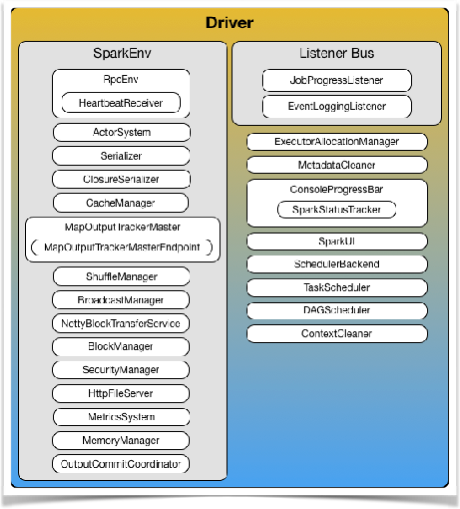 Driver
SparkEnv
RpcEnv
HeartbeatReceiver
ActorSystem
Serializer
ClosureSerializer
CacheManager
MapOutputTrackerMaster
MapOutputTrackerMasterEndpoint
ShuffleManager
BroadcastManager
NettyBlockTransferService
BlockManager
SecurityManager
HttpFileServer
MetricsSystem
MemoryManager
OutputCommitCoordinator
Listener Bus
JobProgressListener
EventLoggingListener
ExecutorAllocationManager
MetadataCleaner
ConsoleProgressBar
SparkStatusTracker
SparkUI
SchedulerBackend
TaskScheduler
DAGScheduler
ContextCleaner